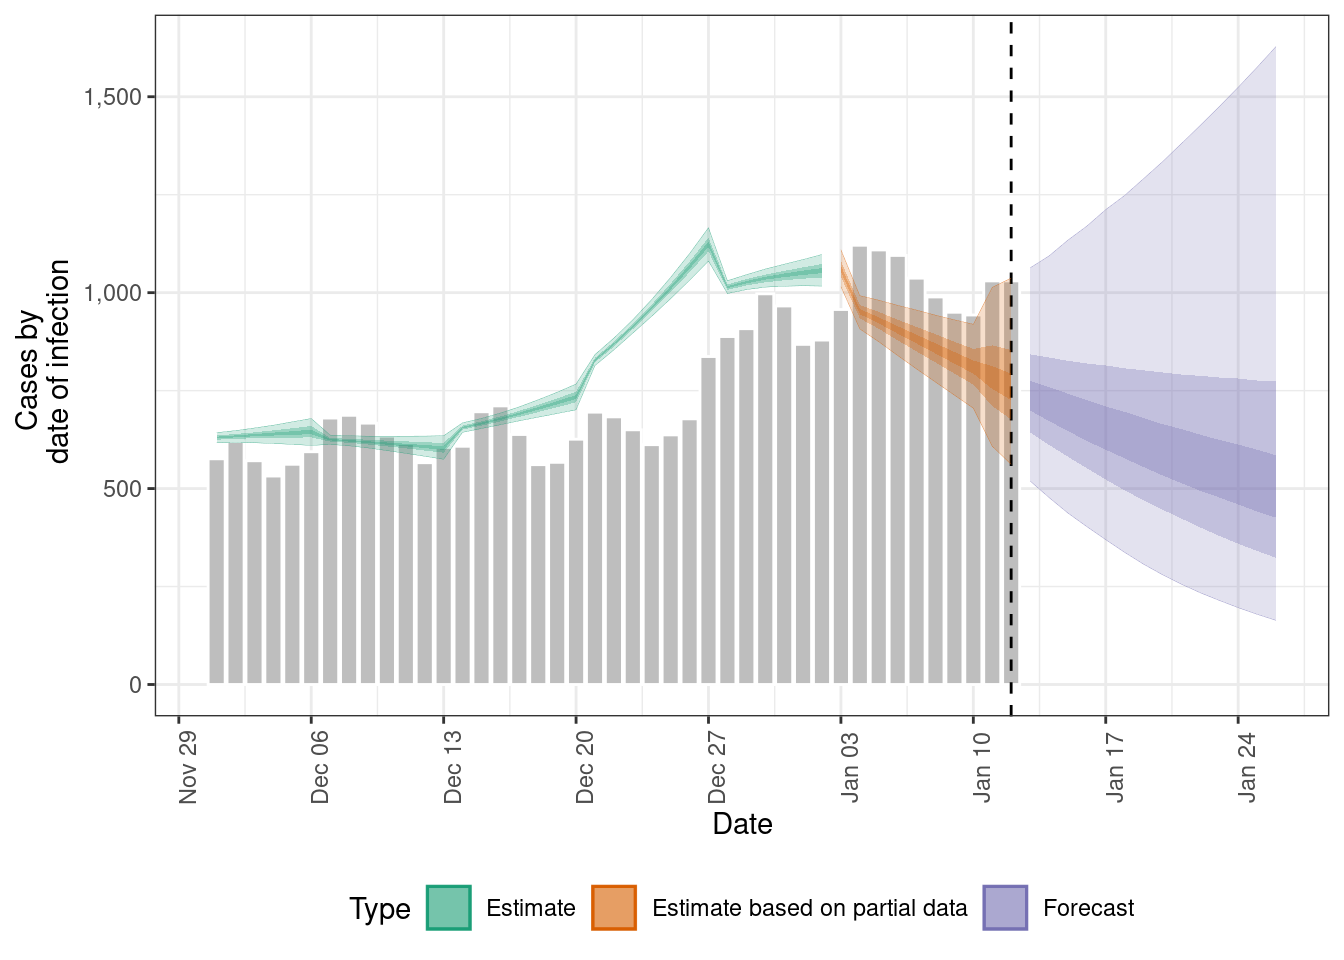 Cases by
date of infection
1,500
1,000
500
0
Nov 29
Dec 06
Dec 13
Dec 20
Dec 27
Jan 03
Jan 10
Jan 17
Jan 24
Date
Type
Estimate
Estimate based on partial data
Forecast